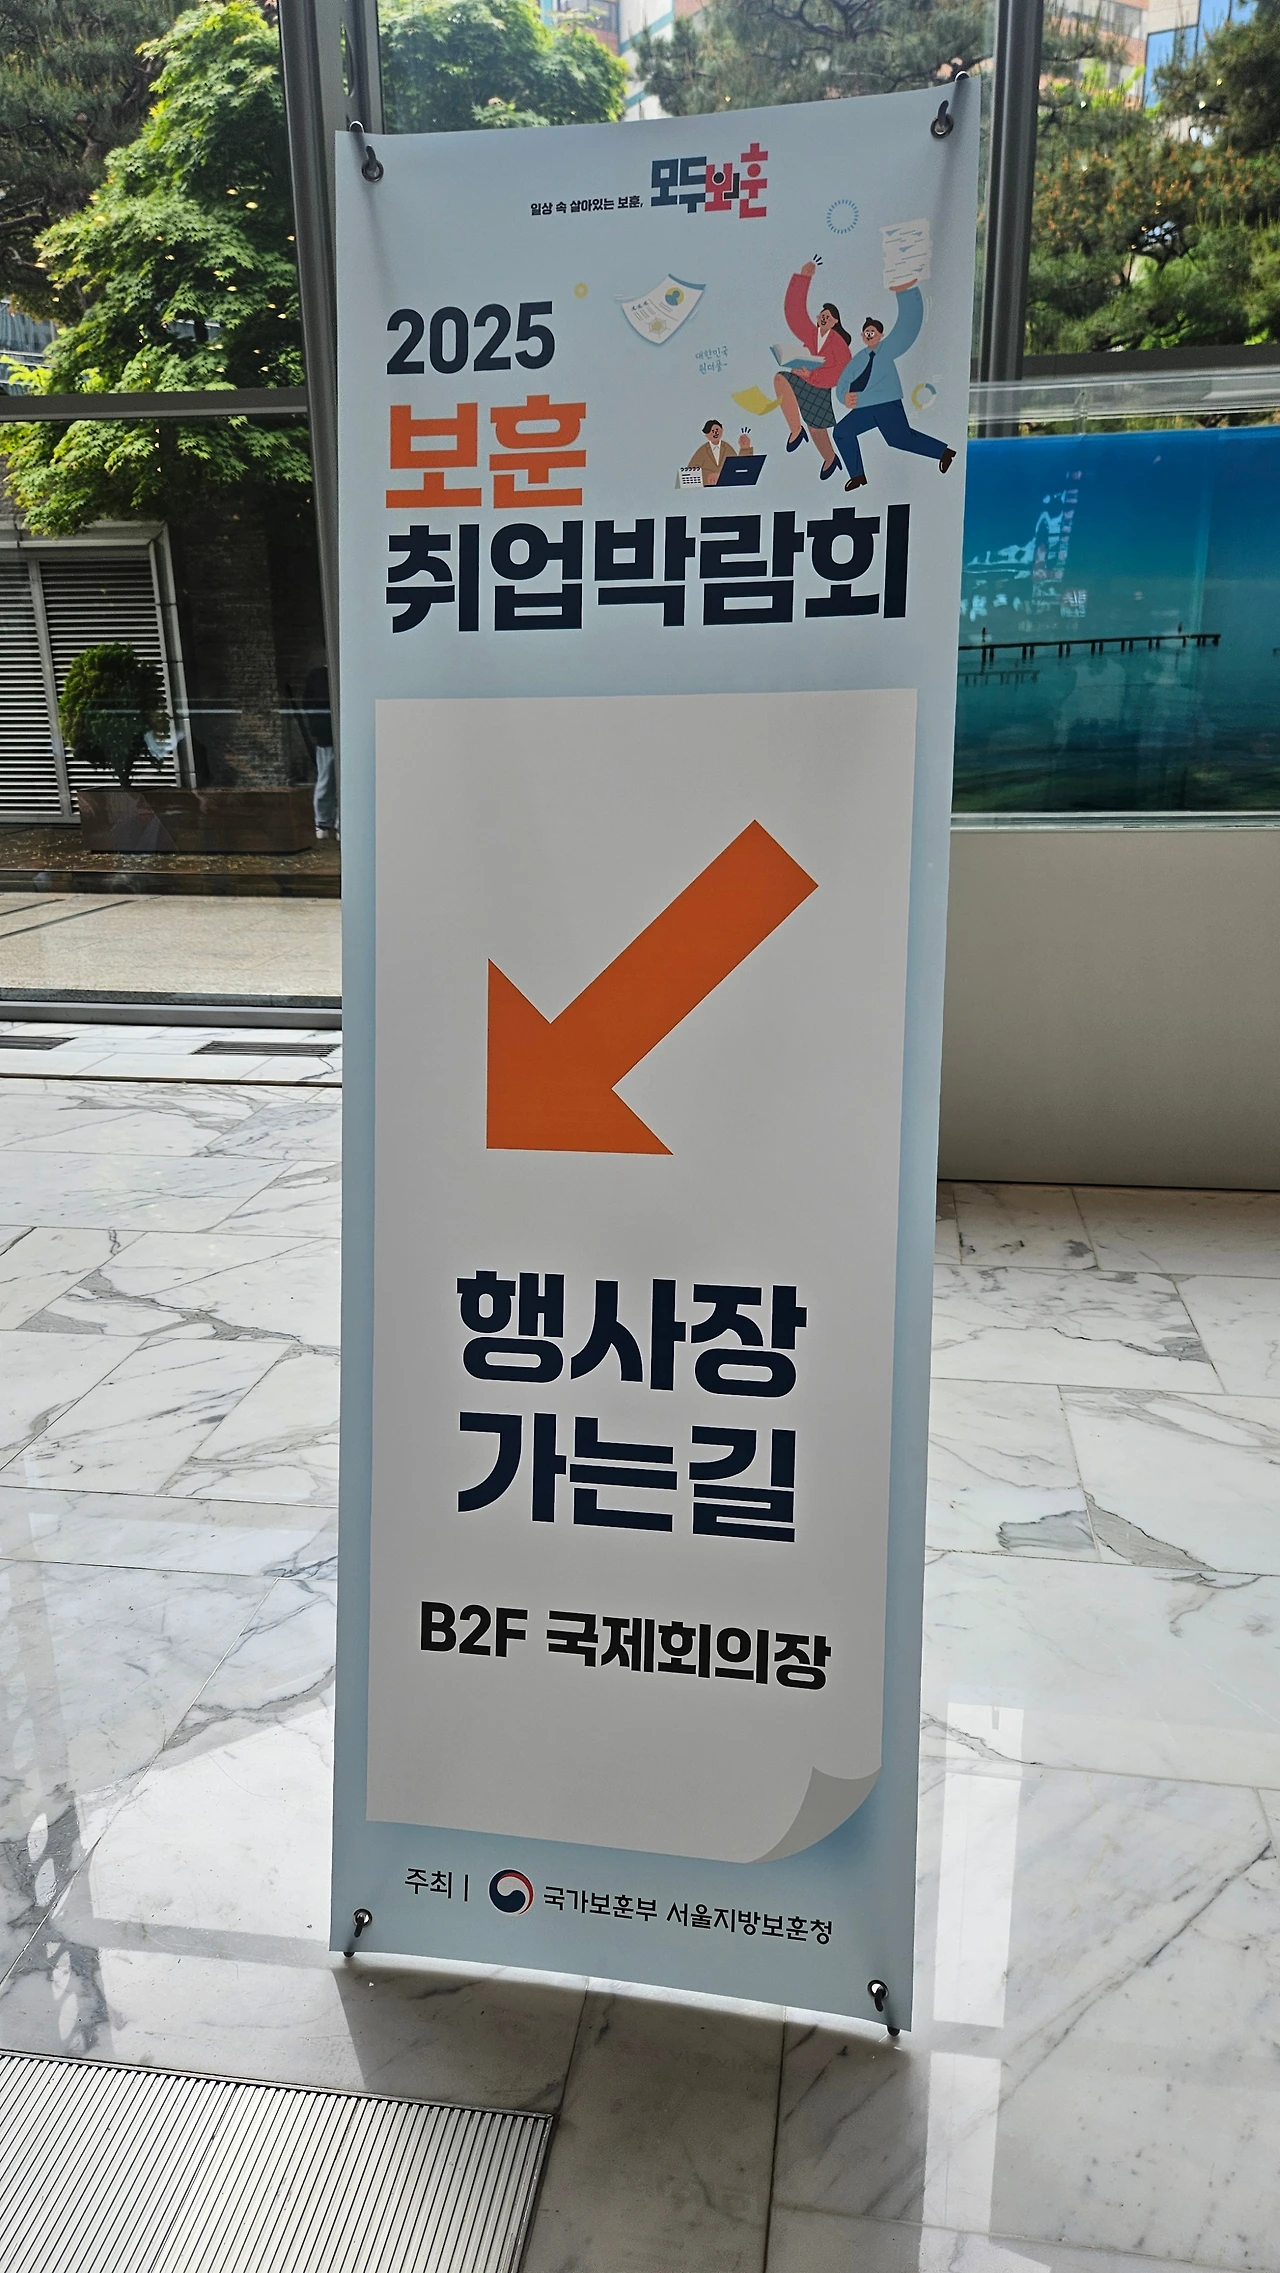 일상 속 살아있는 보훈, 모두의보훈
2025
보훈
취업박람회
행사장
가는길
B2F 국제회의장
주최 | 국가보훈부 서울지방보훈청